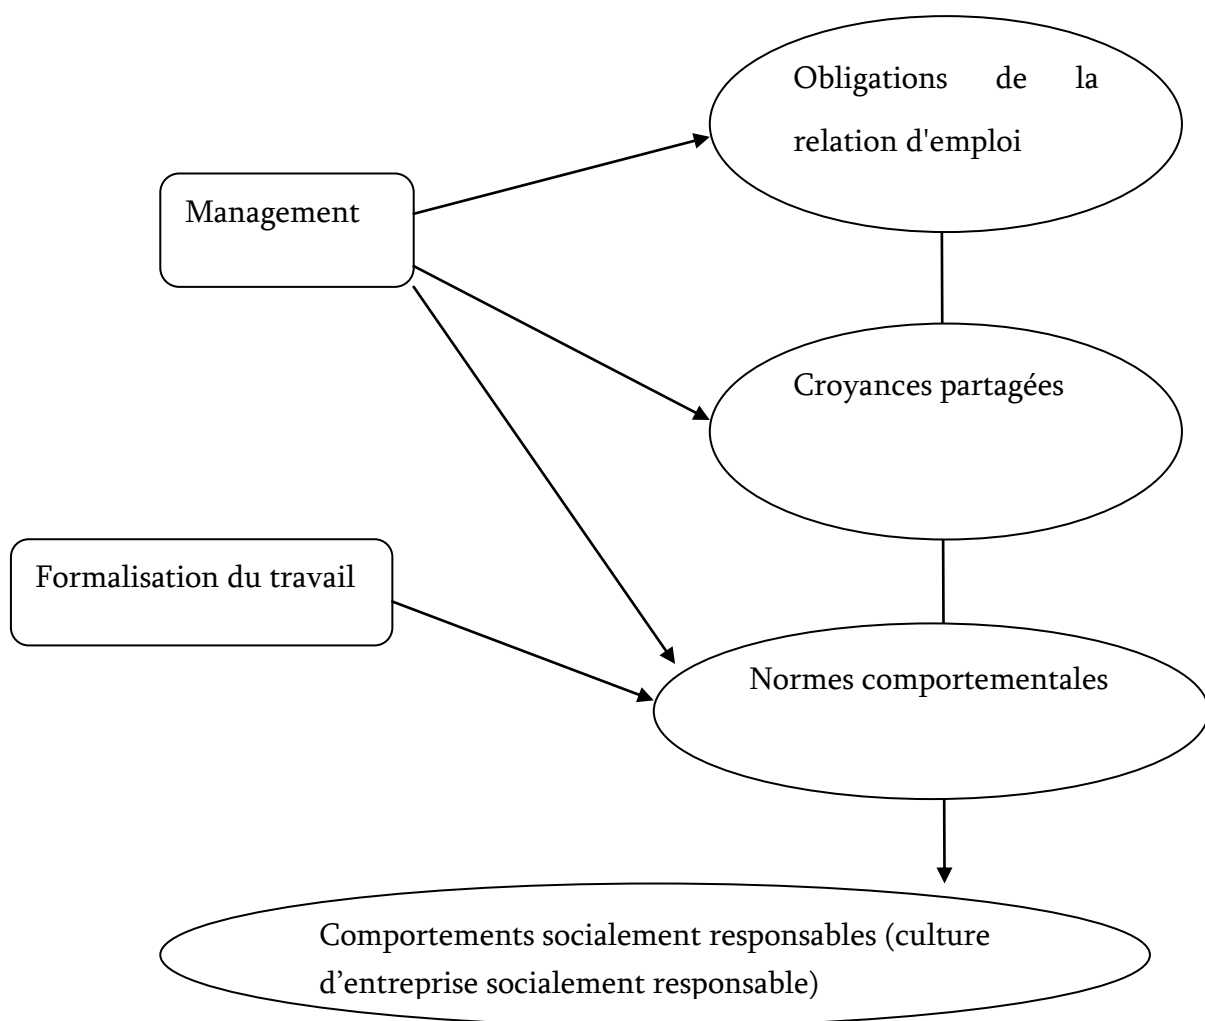 Obligations de la
relation d'emploi
Management
Croyances partagées
Formalisation du travail
Normes comportementales
Comportements socialement responsables (culture
d’entreprise socialement responsable)